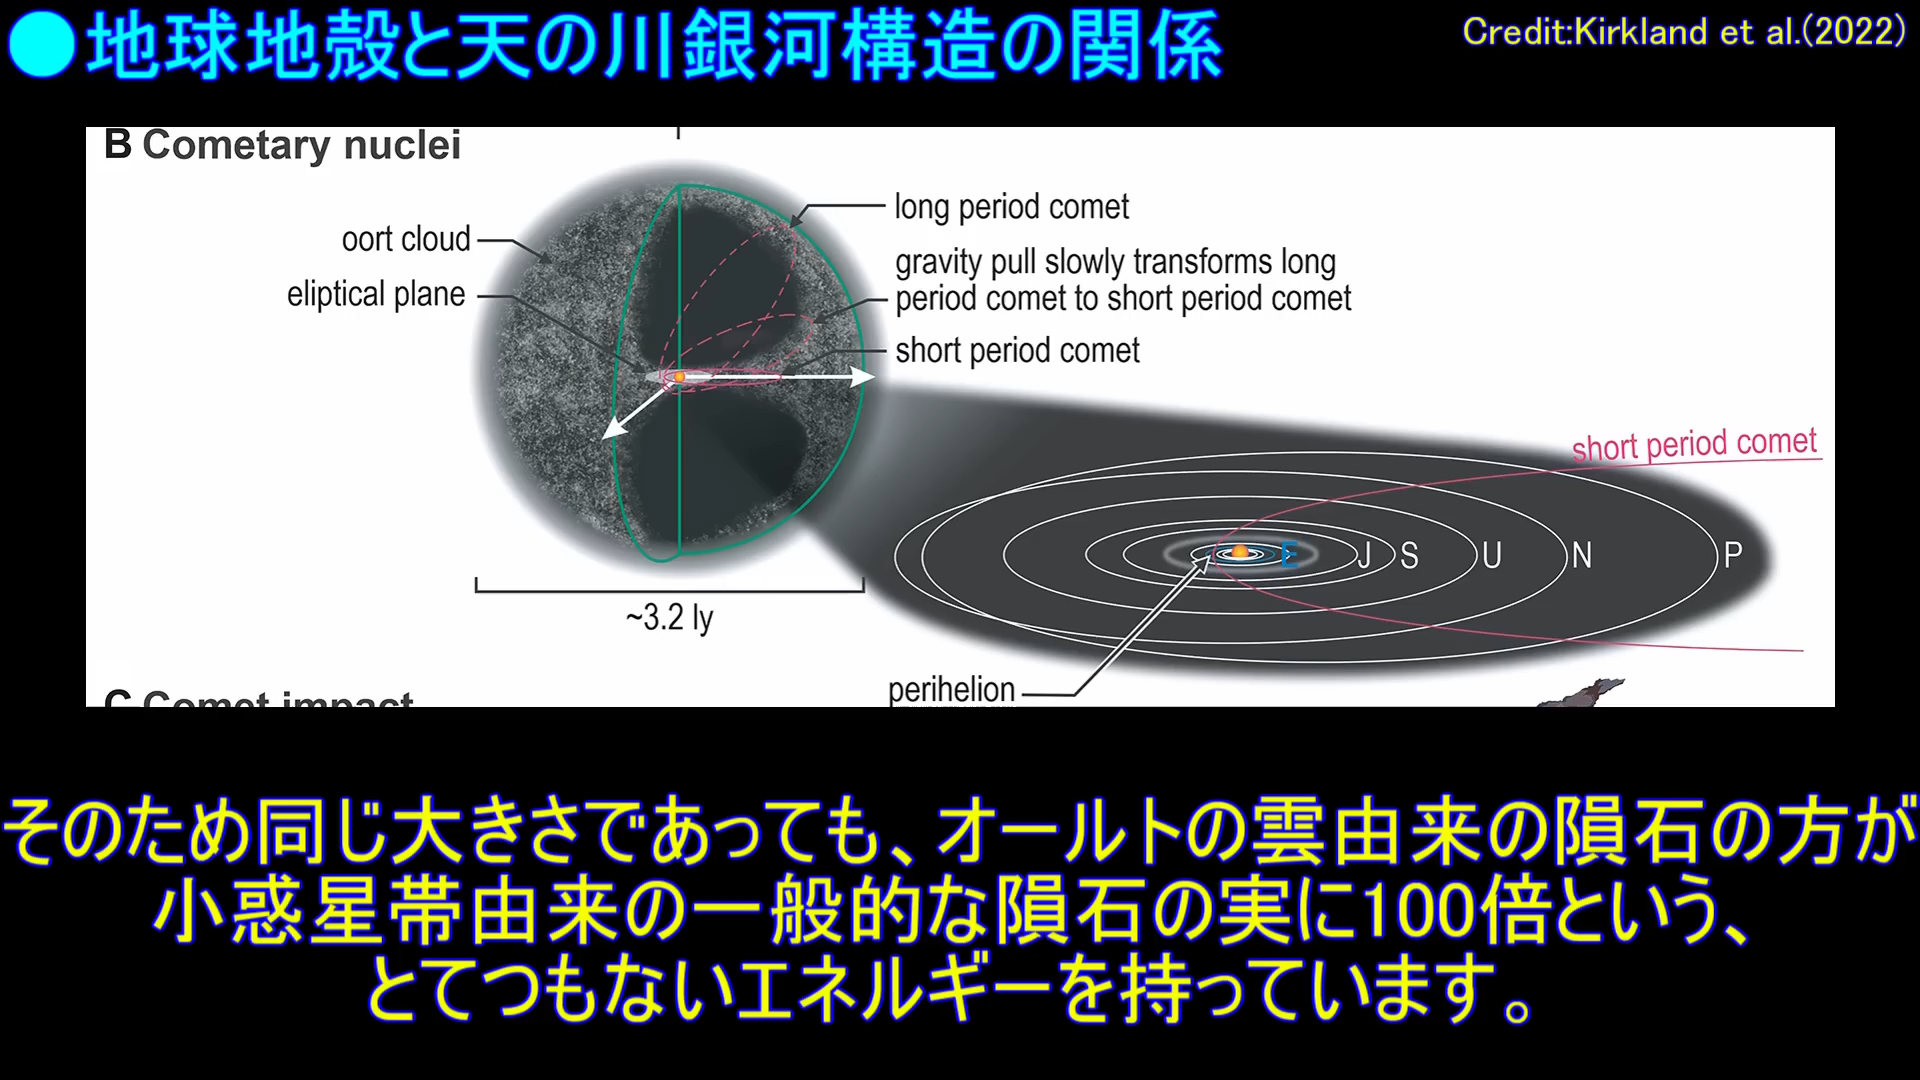 ●地球地殻と天の川銀河構造の関係
Credit:Kirkland et al.(2022)
B Cometary nuclei
oort cloud
eliptical plane
long period comet
gravity pull slowly transforms long
period comet to short period comet
short period comet
short period comet
E J S U N P
~3.2 ly
perihelion
C Comet impact
そのため同じ大きさであっても、オールトの雲由来の隕石の方が
小惑星帯由来の一般的な隕石の実に100倍という、
とてつもないエネルギーを持っています。